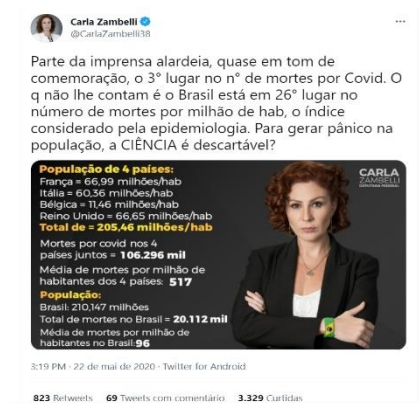 Carla Zambelli
@CarlaZambelli38
Parte da imprensa alardeia, quase em tom de
comemoração, o 3° lugar no n° de mortes por Covid. O
q não lhe contam é o Brasil está em 26° lugar no
número de mortes por milhão de hab, o índice
considerado pela epidemiologia. Para gerar pânico na
população, a CIÊNCIA é descartável?
População de 4 países:
França = 66,99 milhões/hab
Itália = 60,36 milhões/hab
Bélgica = 11,46 milhões/hab
Reino Unido = 66,65 milhões/hab
Total de = 205,46 milhões/hab
Mortes por covid nos 4
países juntos = 106.296 mil
Média de mortes por milhão de
habitantes dos 4 países: 517
População:
Brasil: 210,147 milhões
Total de mortes no Brasil = 20.112 mil
Média de mortes por milhão de
habitantes no Brasil: 96
CARLA
ZAMBELLI
DEPUTADA FEDERAL
3:19 PM · 22 de mai de 2020 · Twitter for Android
823 Retweets 69 Tweets com comentário 3.329 Curtidas